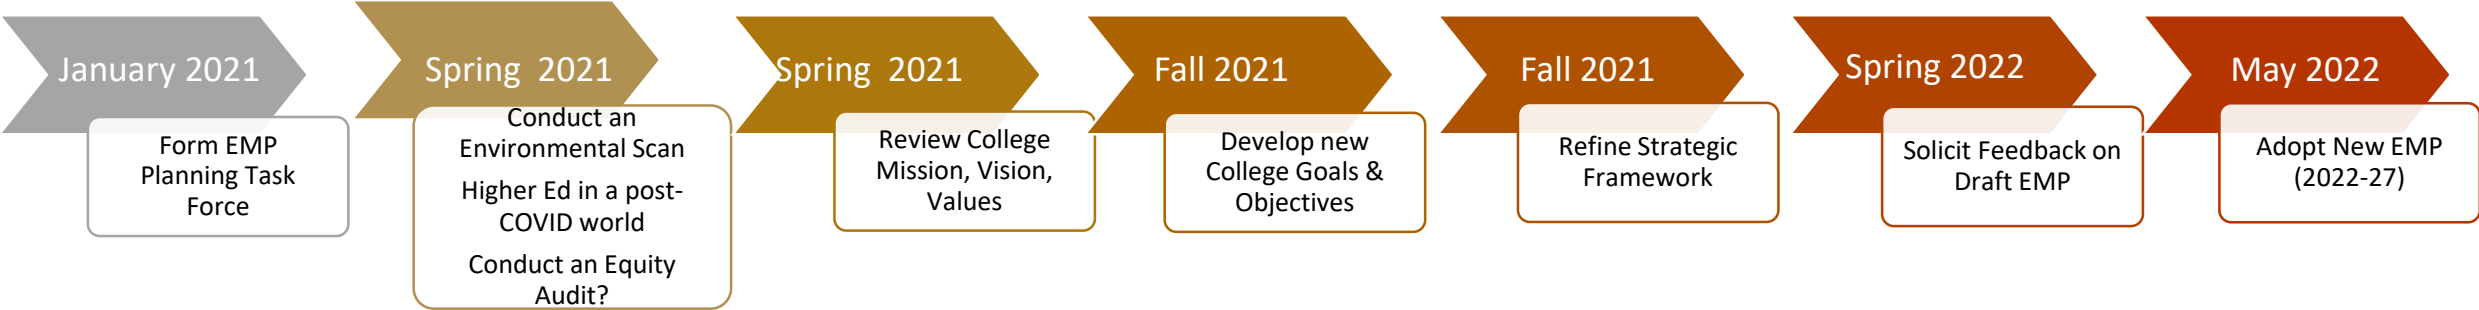 January 2021
Form EMP
Planning Task
Force
Spring  2021
Conduct an
Environmental Scan
Higher Ed in a post-
COVID world
Conduct an Equity
Audit?
Spring  2021
Review College
Mission, Vision,
Values
Fall 2021
Develop new
College Goals &
Objectives
Fall 2021
Refine Strategic
Framework
Spring 2022
Solicit Feedback on
Draft EMP
May 2022
Adopt New EMP
(2022-27)